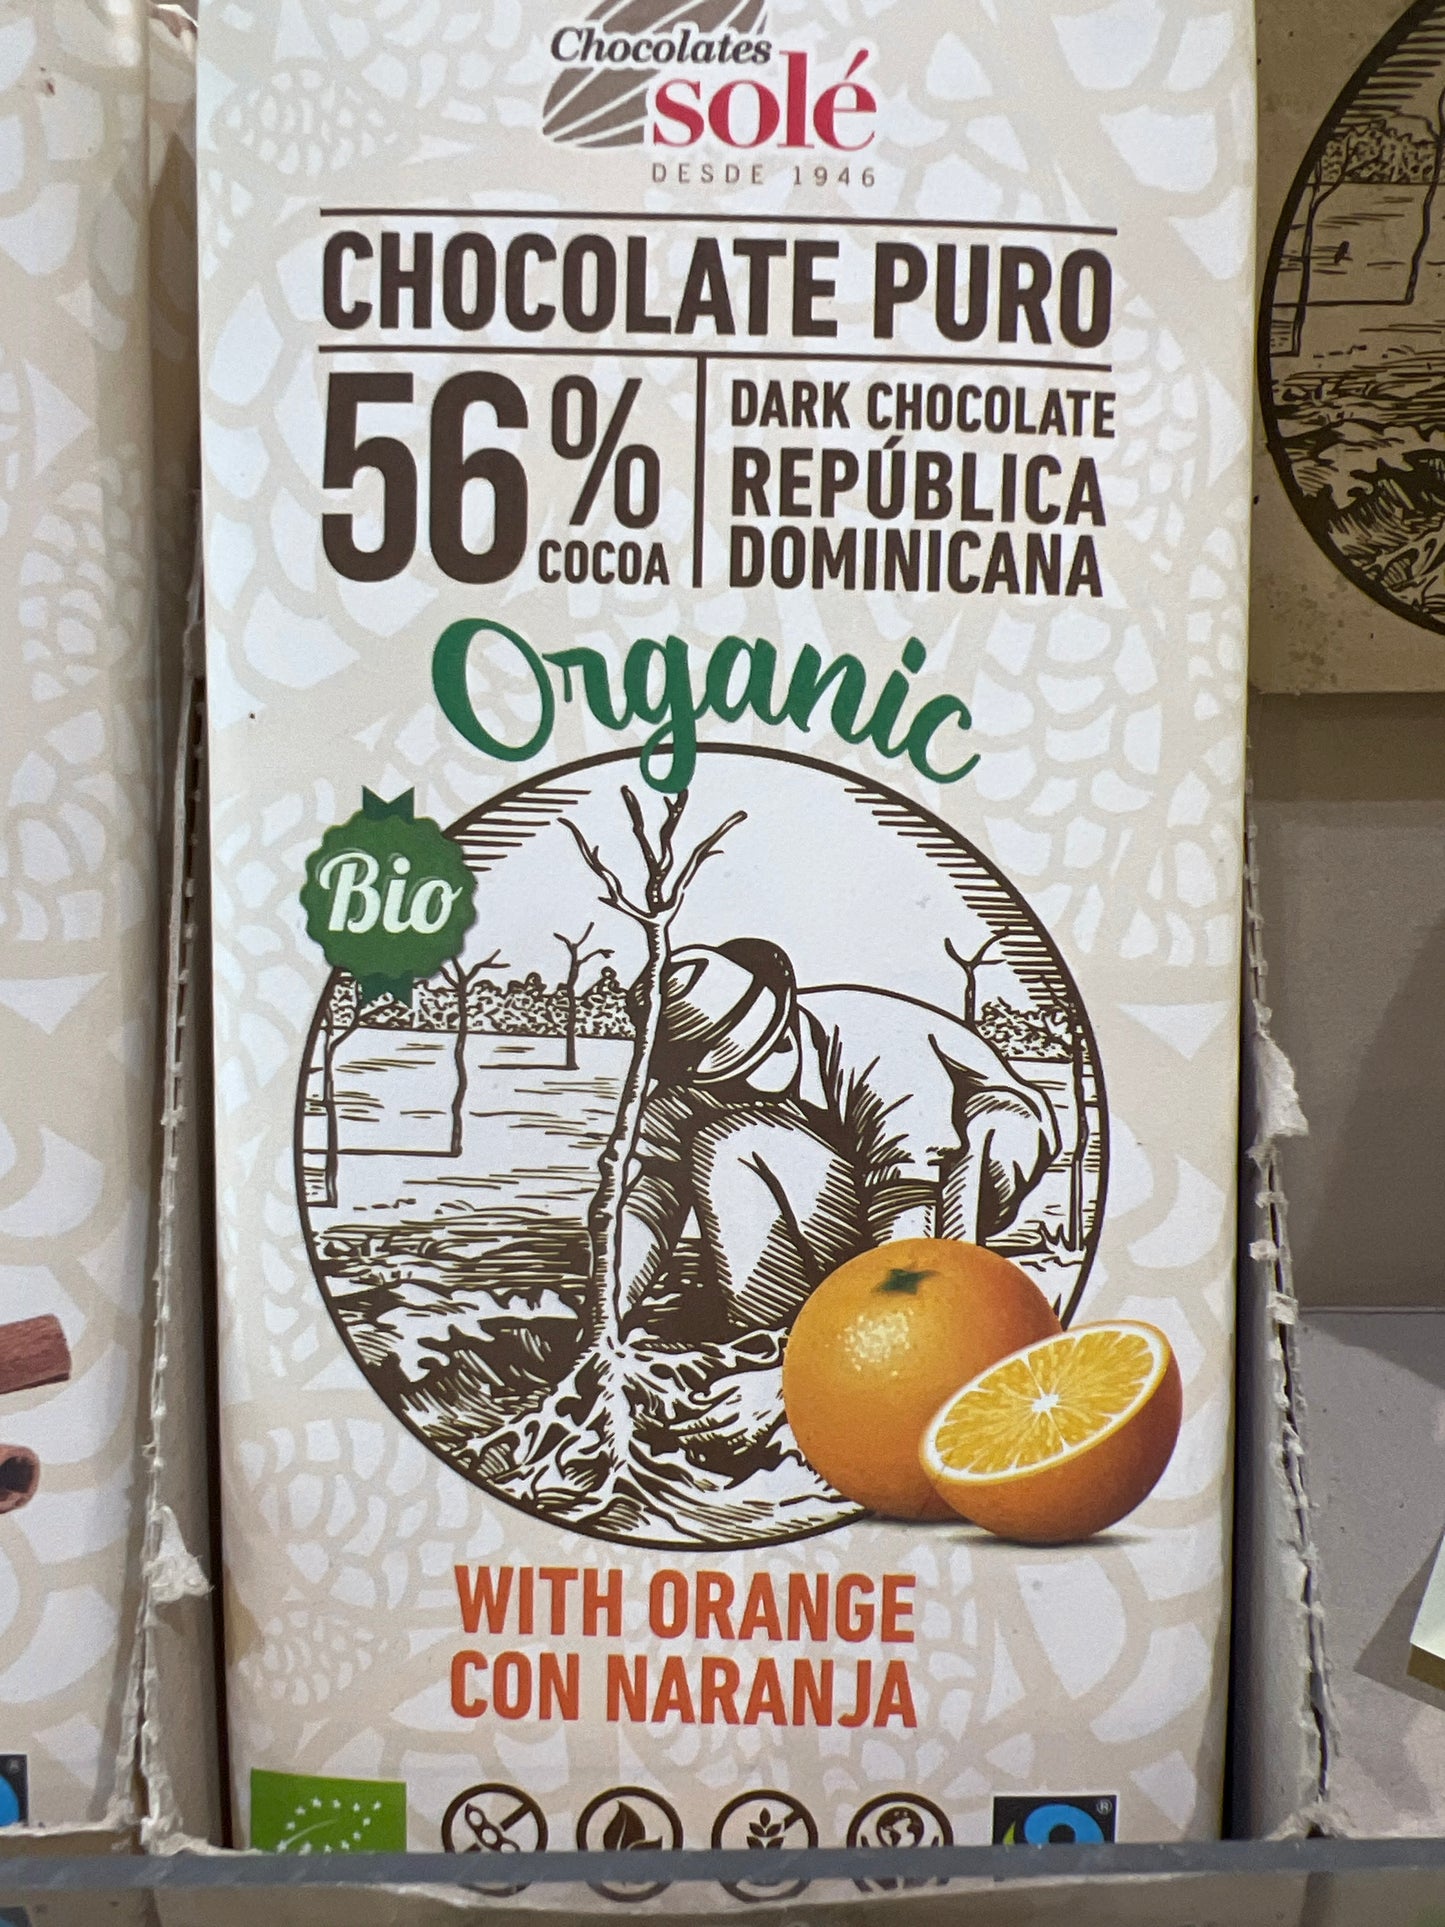 Chocolates
solé
DESDE 1946
CHOCOLATE PURO
56%
COCOA
DARK CHOCOLATE
REPÚBLICA
DOMINICANA
Organic
Bio
WITH ORANGE
CON NARANJA